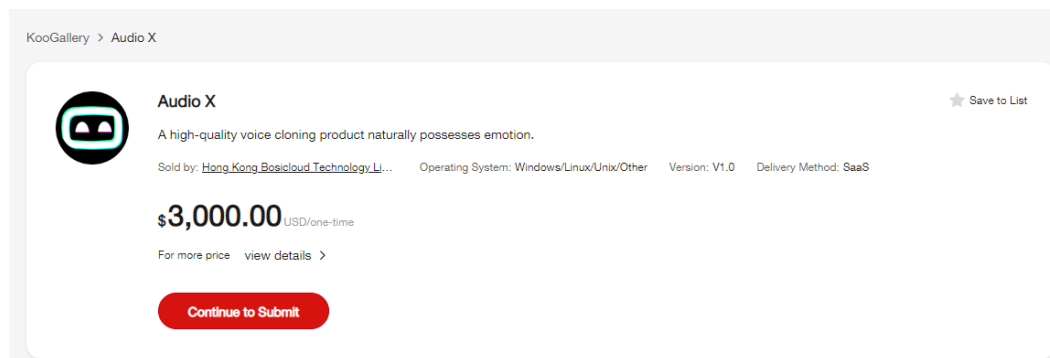 KooGallery > Audio X
Audio X
Save to List
A high-quality voice cloning product naturally possesses emotion.
Sold by: Hong Kong Bosicloud Technology Li... Operating System: Windows/Linux/Unix/Other Version: V1.0 Delivery Method: SaaS
$3,000.00 USD/one-time
For more price view details >
Continue to Submit